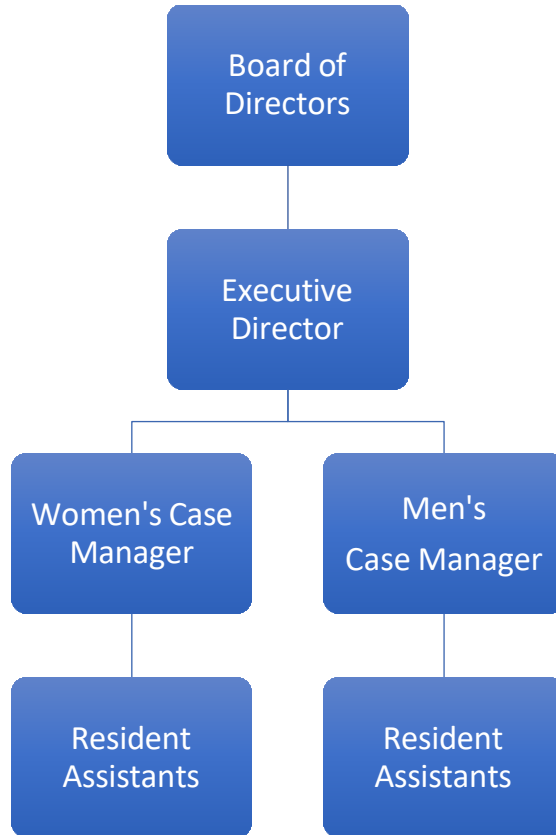 Board of
Directors
Executive
Director
Women's Case
Manager
Men's
Case Manager
Resident
Assistants
Resident
Assistants